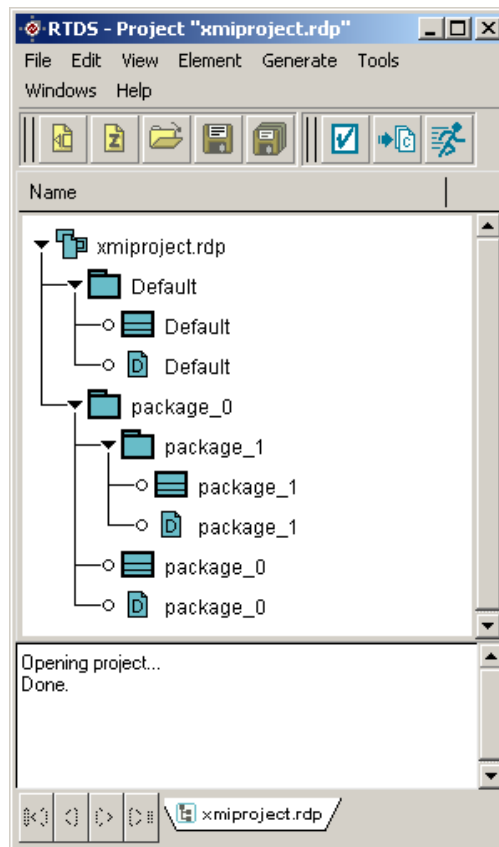 RTDS - Project "xmiproject.rdp"
File Edit View Element Generate Tools
Windows Help
Name
xmiproject.rdp
Default
Default
D Default
package_0
package_1
package_1
D package_1
package_0
D package_0
Opening project...
Done.
xmiproject.rdp